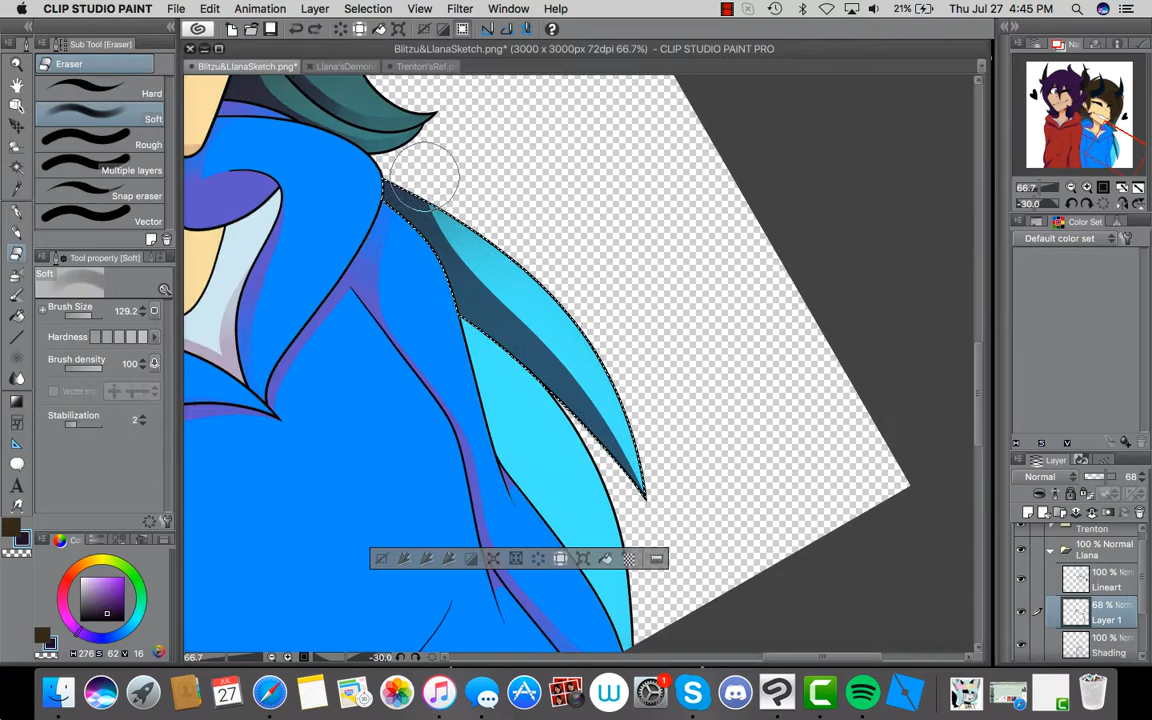 CLIP STUDIO PAINT File Edit Animation Layer Selection View Filter Window Help 21% Thu Jul 27 4:45 PM
Blitzu&LlanaSketch.png* (3000 x 3000px 72dpi 66.7%) - CLIP STUDIO PAINT PRO
Sub Tool [Eraser]
Blitzu&LlanaSketch.png* Llana'sDemon Trenton'sRef.p
Eraser
Hard
Soft
Rough
Multiple layers
Snap eraser
Vector
Tool property [Soft]
Soft
Brush Size 129.2
Hardness
Brush density 100
Vector
Stabilization 2
Co
H 276 S 62 V 16
66.7 -30.0
66.7
-30.0
Color Set
Default color set
H S V
Layer
Normal 68
Trenton
100 % Normal
Llana
100 % Norm
Lineart
68 % Norm
Layer 1
100 % Norm
Shading
JUL
27
1